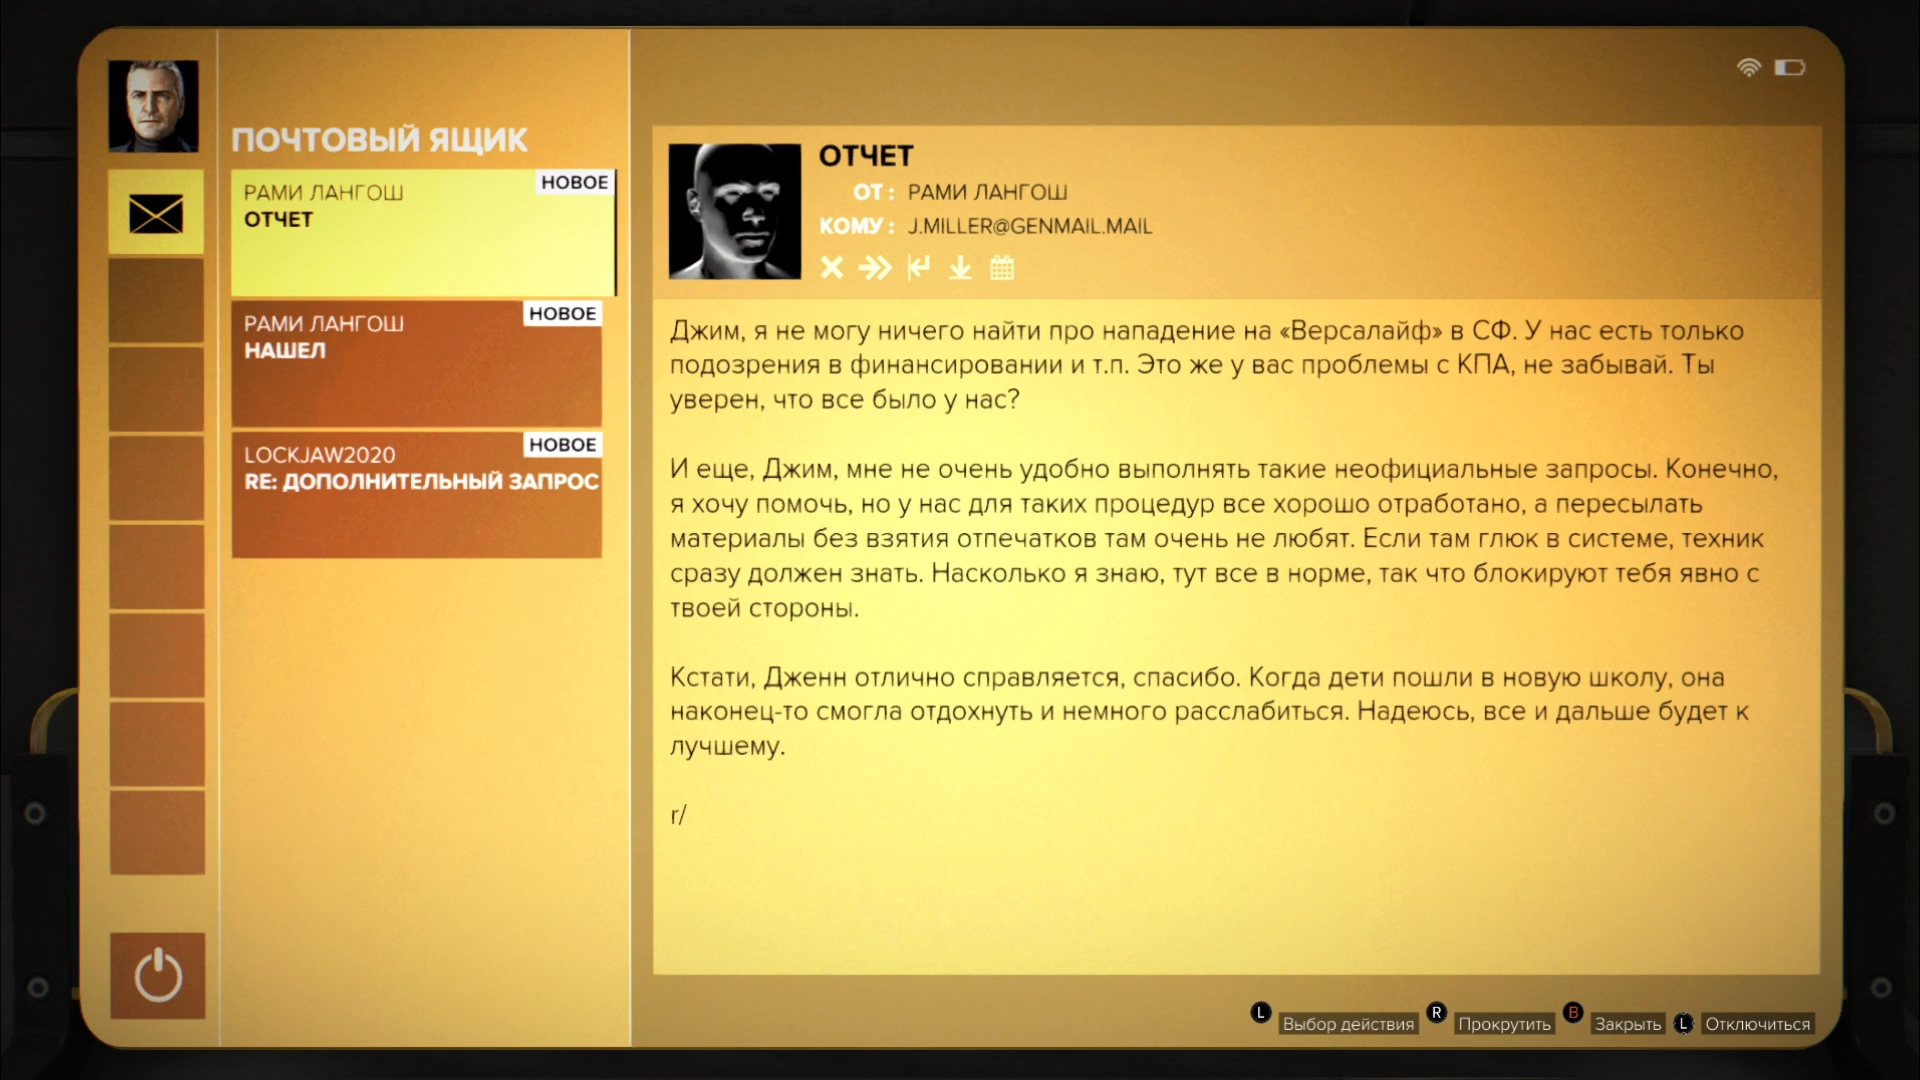 ПОЧТОВЫЙ ЯЩИК
НОВОЕ
РАМИ ЛАНГОШ
ОТЧЕТ
НОВОЕ
РАМИ ЛАНГОШ
НАШЕЛ
НОВОЕ
LOCKJAW2020
RE: ДОПОЛНИТЕЛЬНЫЙ ЗАПРОС
ОТЧЕТ
ОТ : РАМИ ЛАНГОШ
КОМУ : J.MILLER@GENMAIL.MAIL
Джим, я не могу ничего найти про нападение на «Версалайф» в СФ. У нас есть только
подозрения в финансировании и т.п. Это же у вас проблемы с КПА, не забывай. Ты
уверен, что все было у нас?
И еще, Джим, мне не очень удобно выполнять такие неофициальные запросы. Конечно,
я хочу помочь, но у нас для таких процедур все хорошо отработано, а пересылать
материалы без взятия отпечатков там очень не любят. Если там глюк в системе, техник
сразу должен знать. Насколько я знаю, тут все в норме, так что блокируют тебя явно с
твоей стороны.
Кстати, Дженн отлично справляется, спасибо. Когда дети пошли в новую школу, она
наконец-то смогла отдохнуть и немного расслабиться. Надеюсь, все и дальше будет к
лучшему.
r/
L Выбор действия R Прокрутить B Закрыть L Отключиться